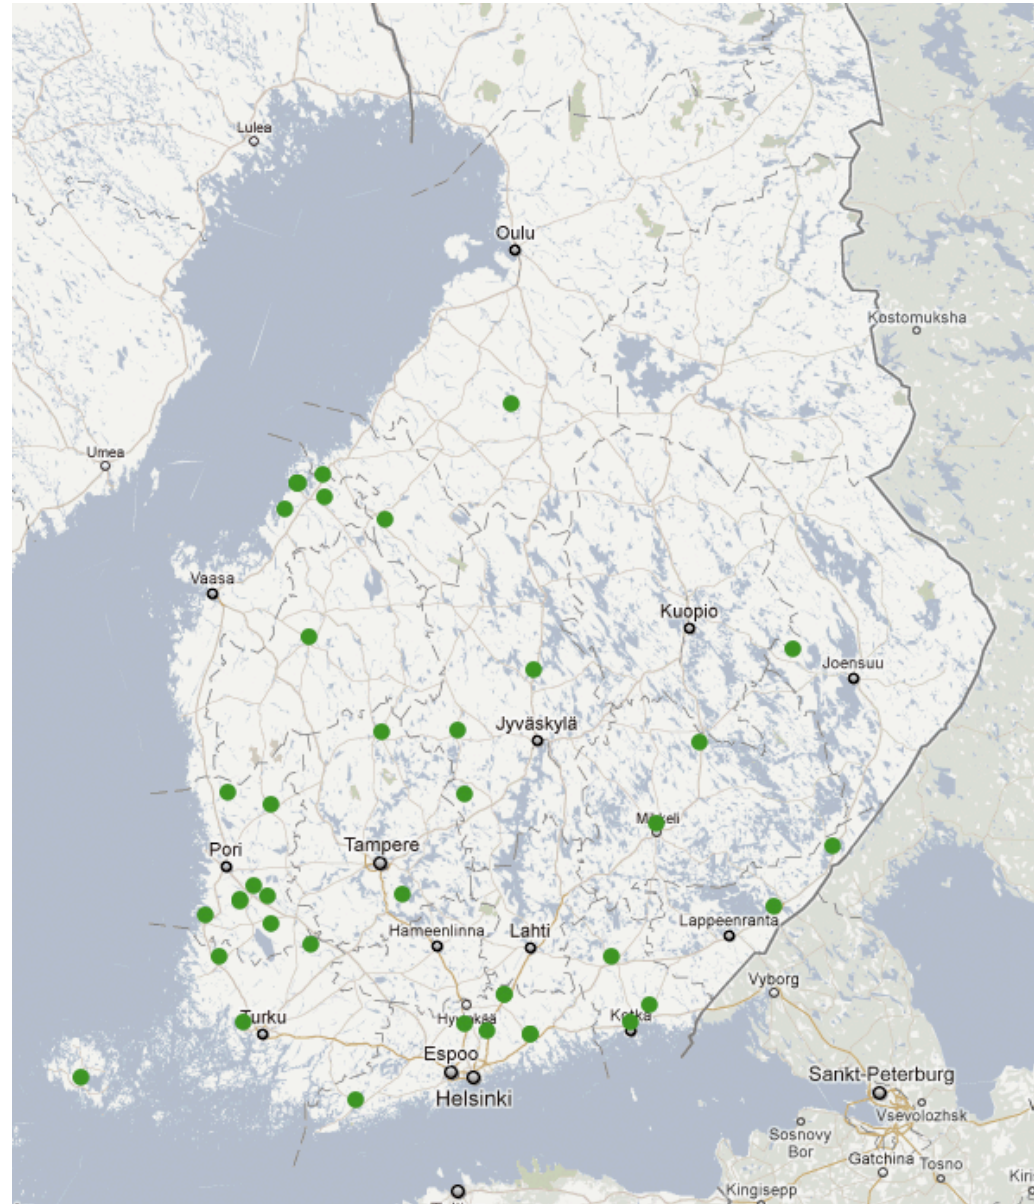 Lulea
Oulu
Kostomuksha
Umea
Vaasa
Kuopio
Joensuu
Jyväskylä
Pori
Tampere
Hameenlinna
Lahti
Lappeenranta
Vyborg
Turku
Kotka
Espoo
Helsinki
Sankt-Peterburg
Vsevolozhsk
Sosnovy
Bor
Gatchina
Tosno
Kiri
Kingisepp